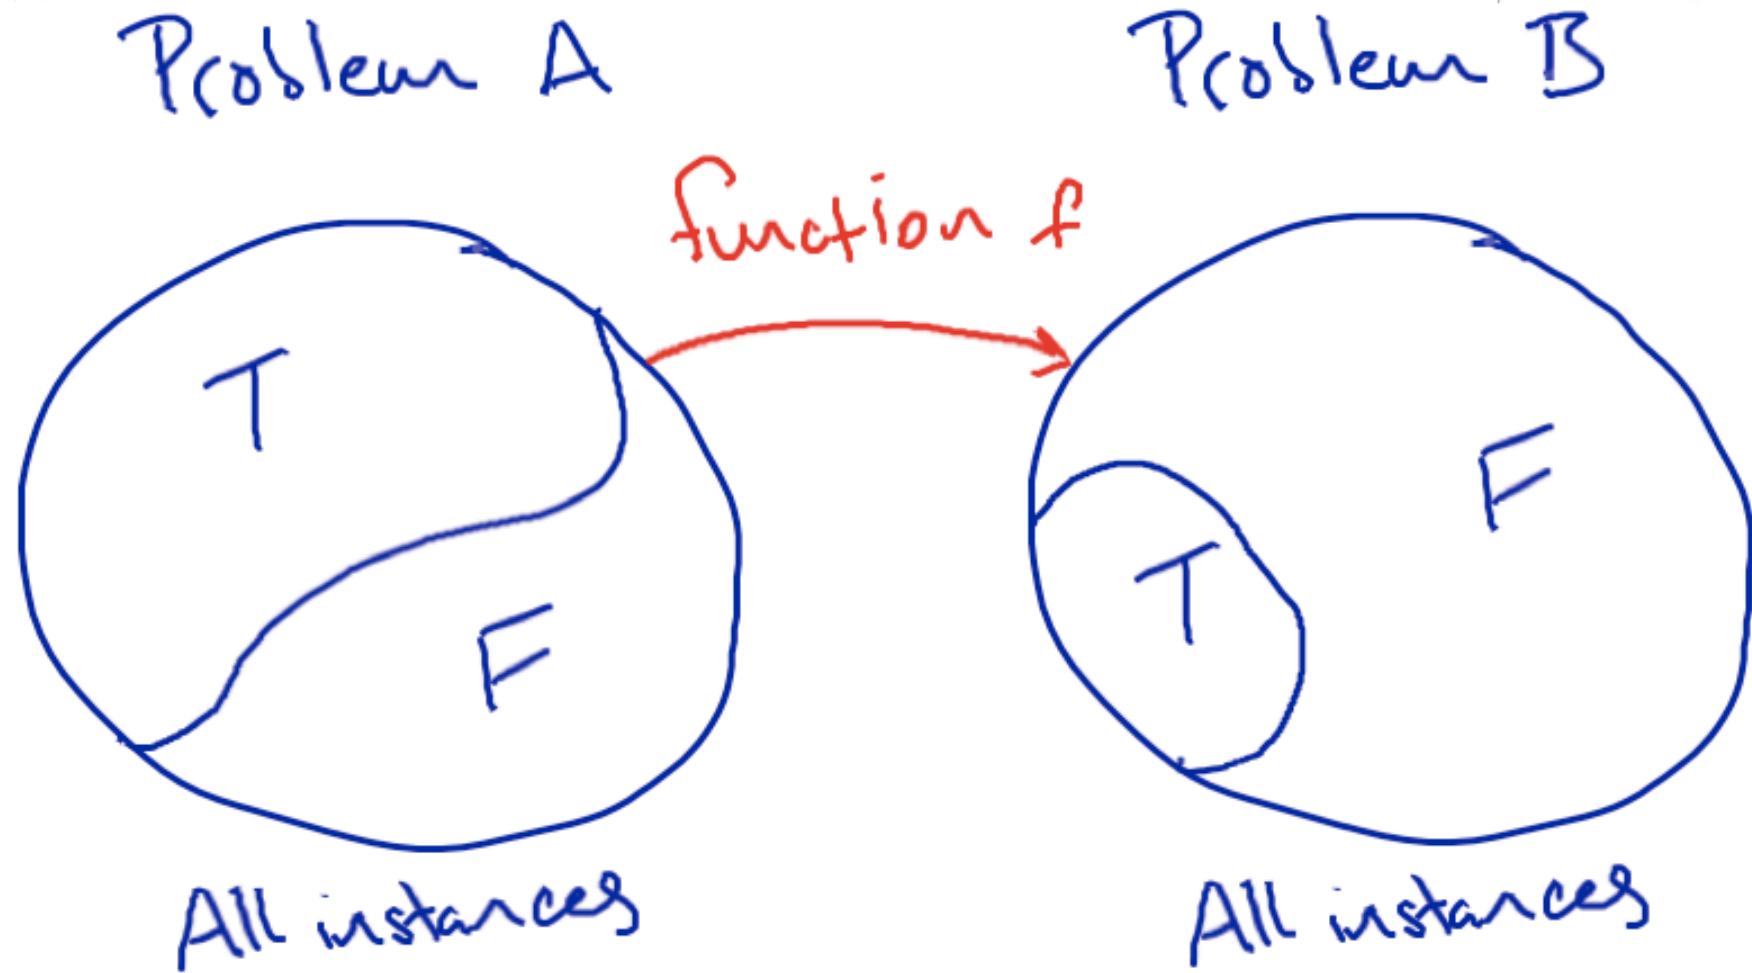 Problem A
Problem B
function f
T
F
T
F
All instances
All instances